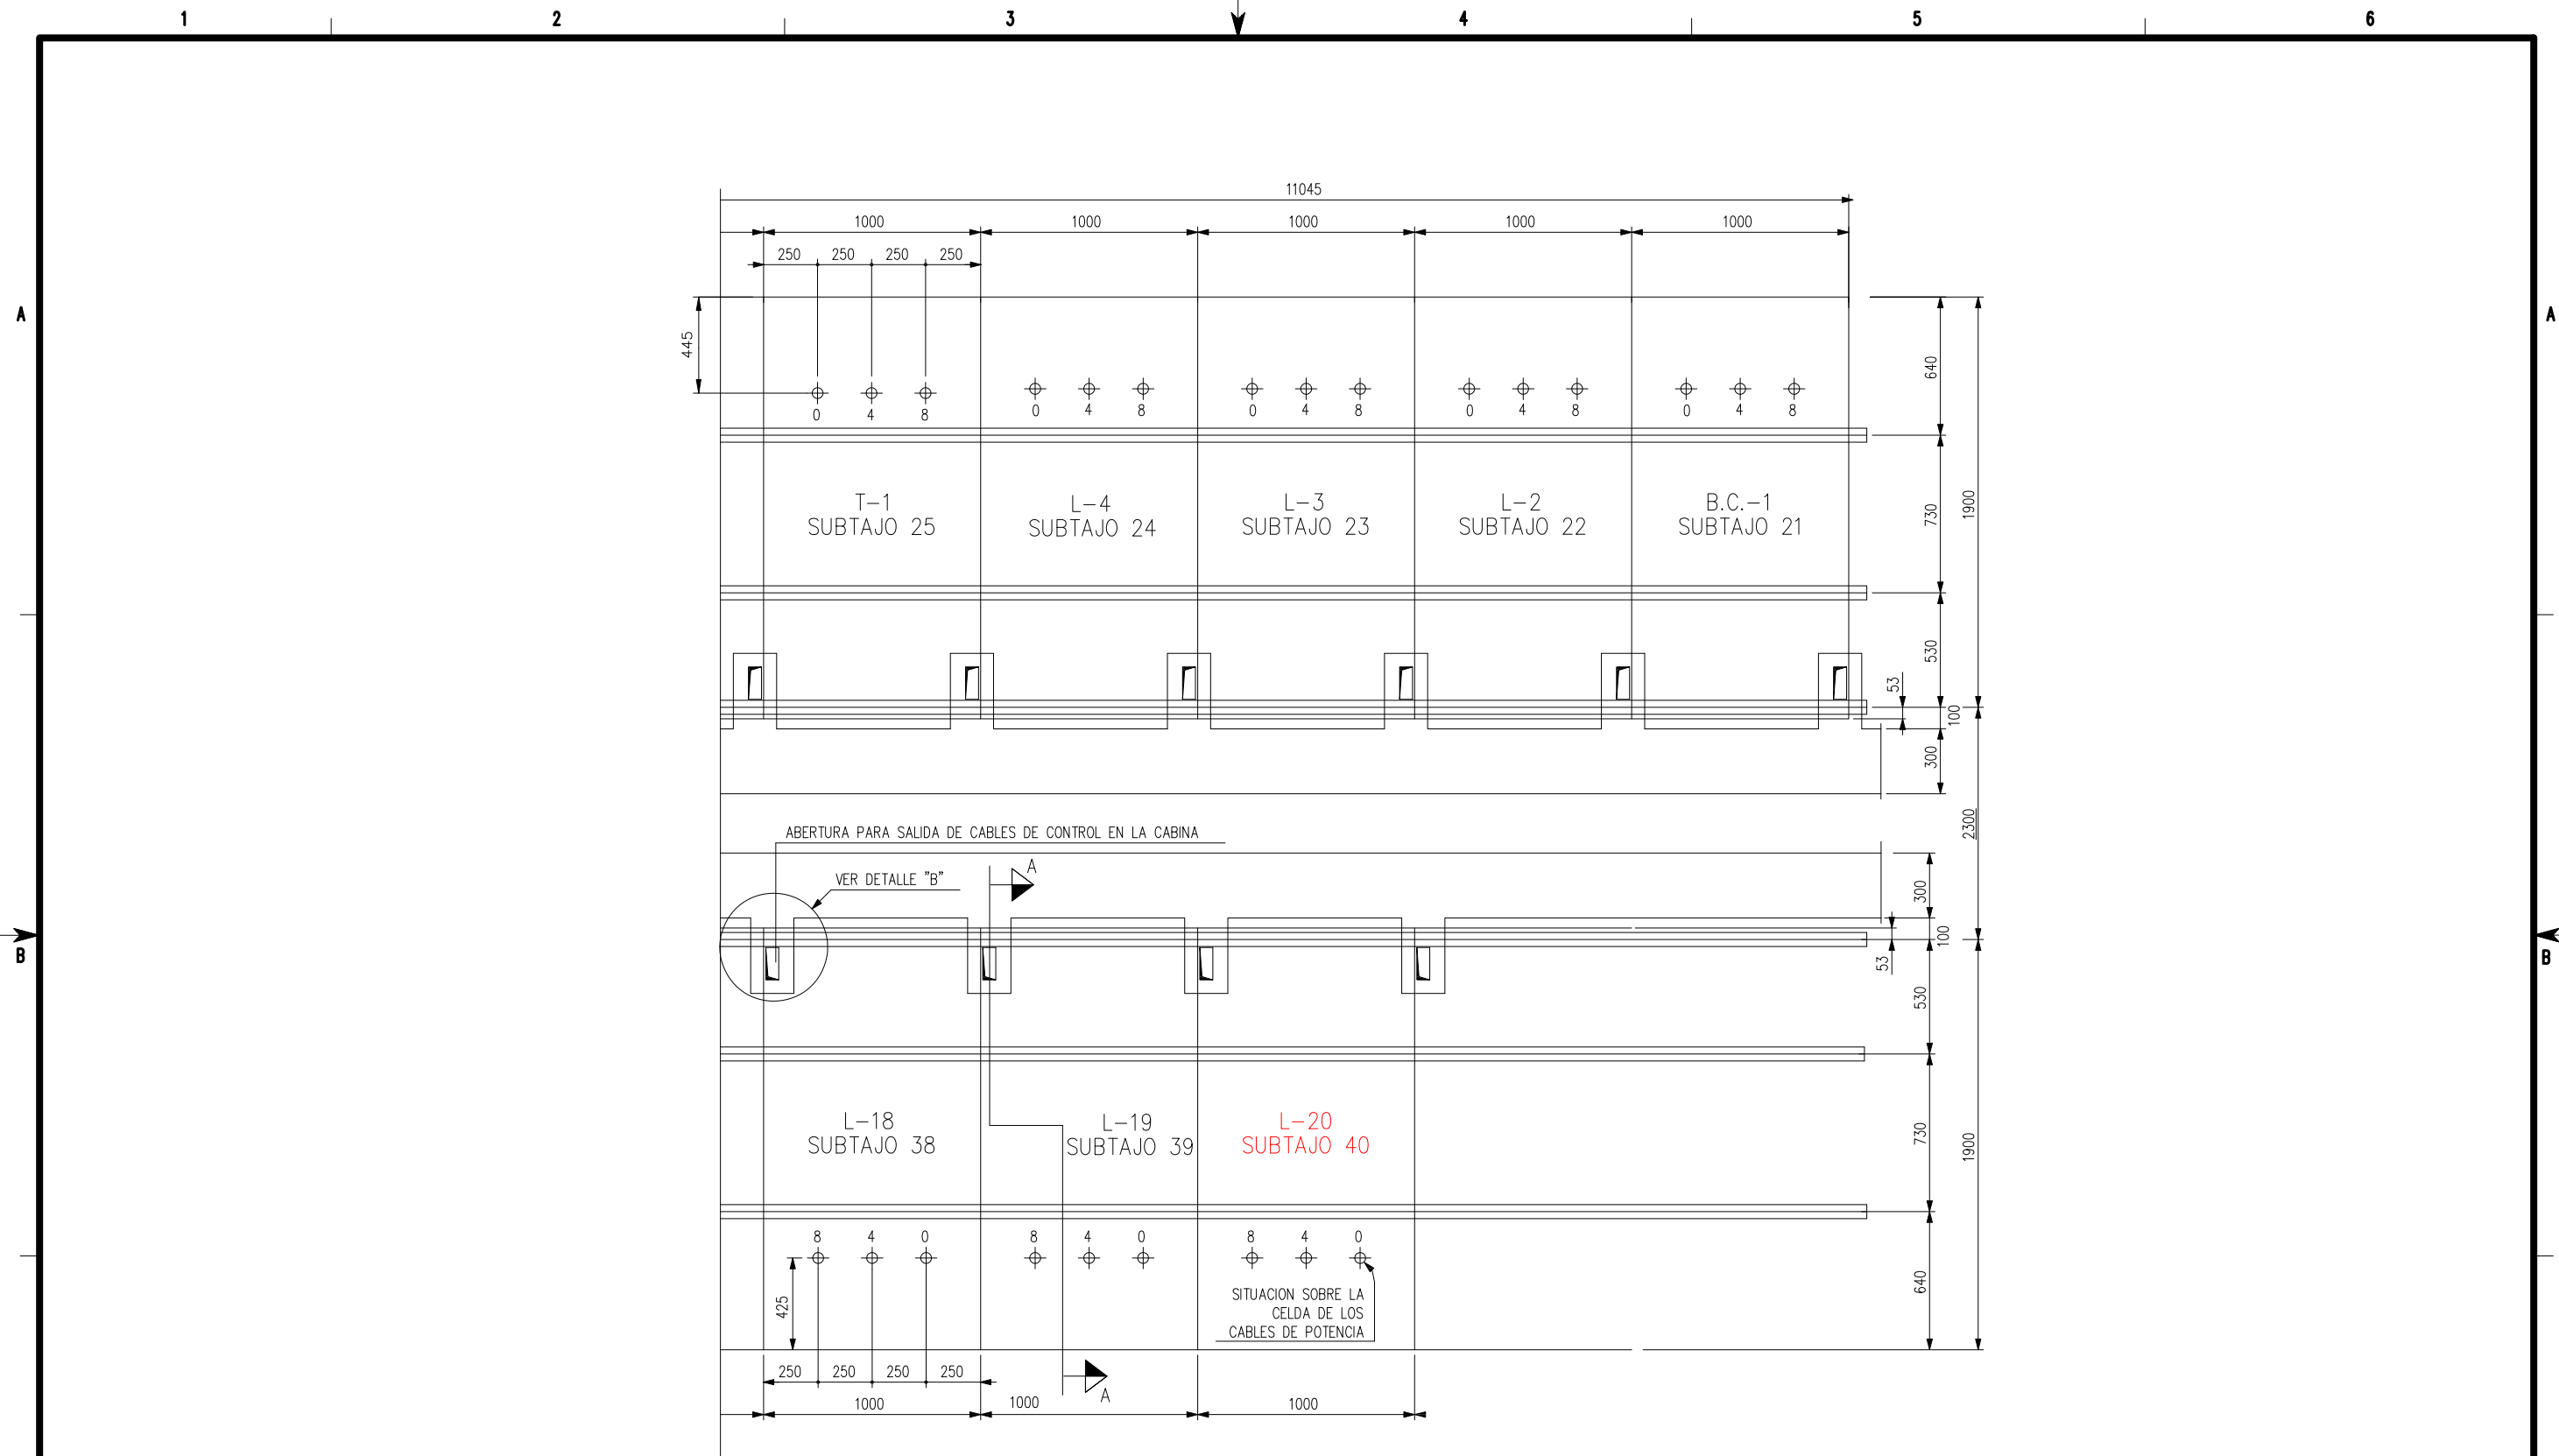 1 2 3 4 5 6
11045
1000 1000 1000 1000 1000
250 250 250 250
A A
445
640
0 4 8 0 4 8 0 4 8 0 4 8 0 4 8
T-1 L-4 L-3 L-2 B.C.-1
SUBTAJO 25 SUBTAJO 24 SUBTAJO 23 SUBTAJO 22 SUBTAJO 21
730
1900
530
53
100
300
2300
ABERTURA PARA SALIDA DE CABLES DE CONTROL EN LA CABINA
VER DETALLE "B"
A
300
100
53
B B
530
L-18 L-19 L-20
SUBTAJO 38 SUBTAJO 39 SUBTAJO 40
730
1900
8 4 0 8 4 0 8 4 0
425
640
SITUACION SOBRE LA
CELDA DE LOS
CABLES DE POTENCIA
250 250 250 250
A
1000 1000 1000